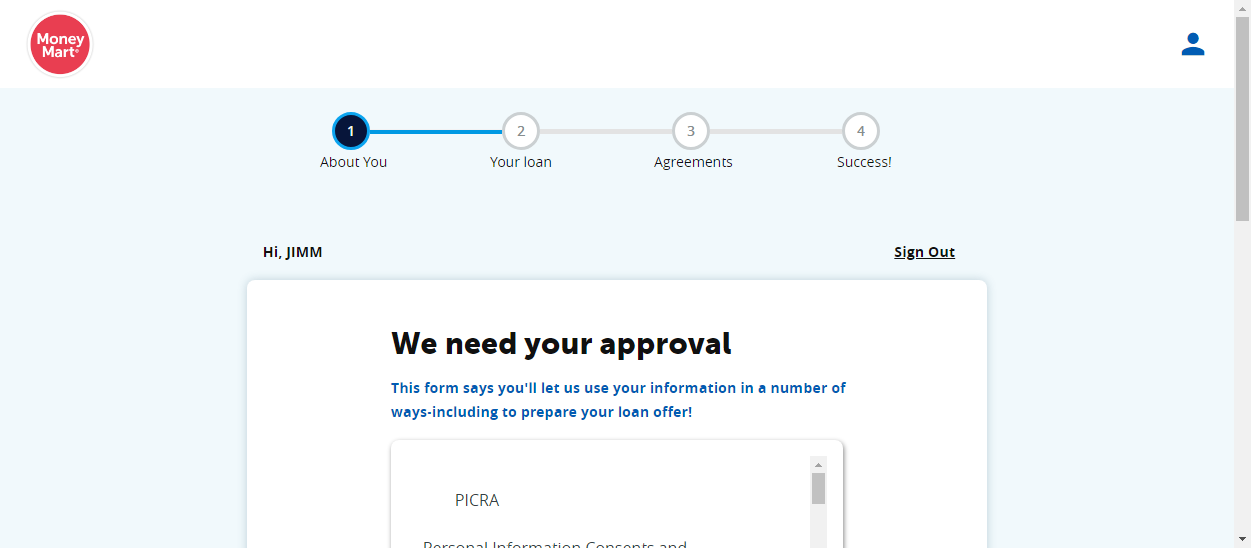 Money
Mart®
1
2
3
4
About You
Your loan
Agreements
Success!
Hi, JIMM
Sign Out
We need your approval
This form says you'll let us use your information in a number of
ways-including to prepare your loan offer!
PICRA
Personal Information Consents and